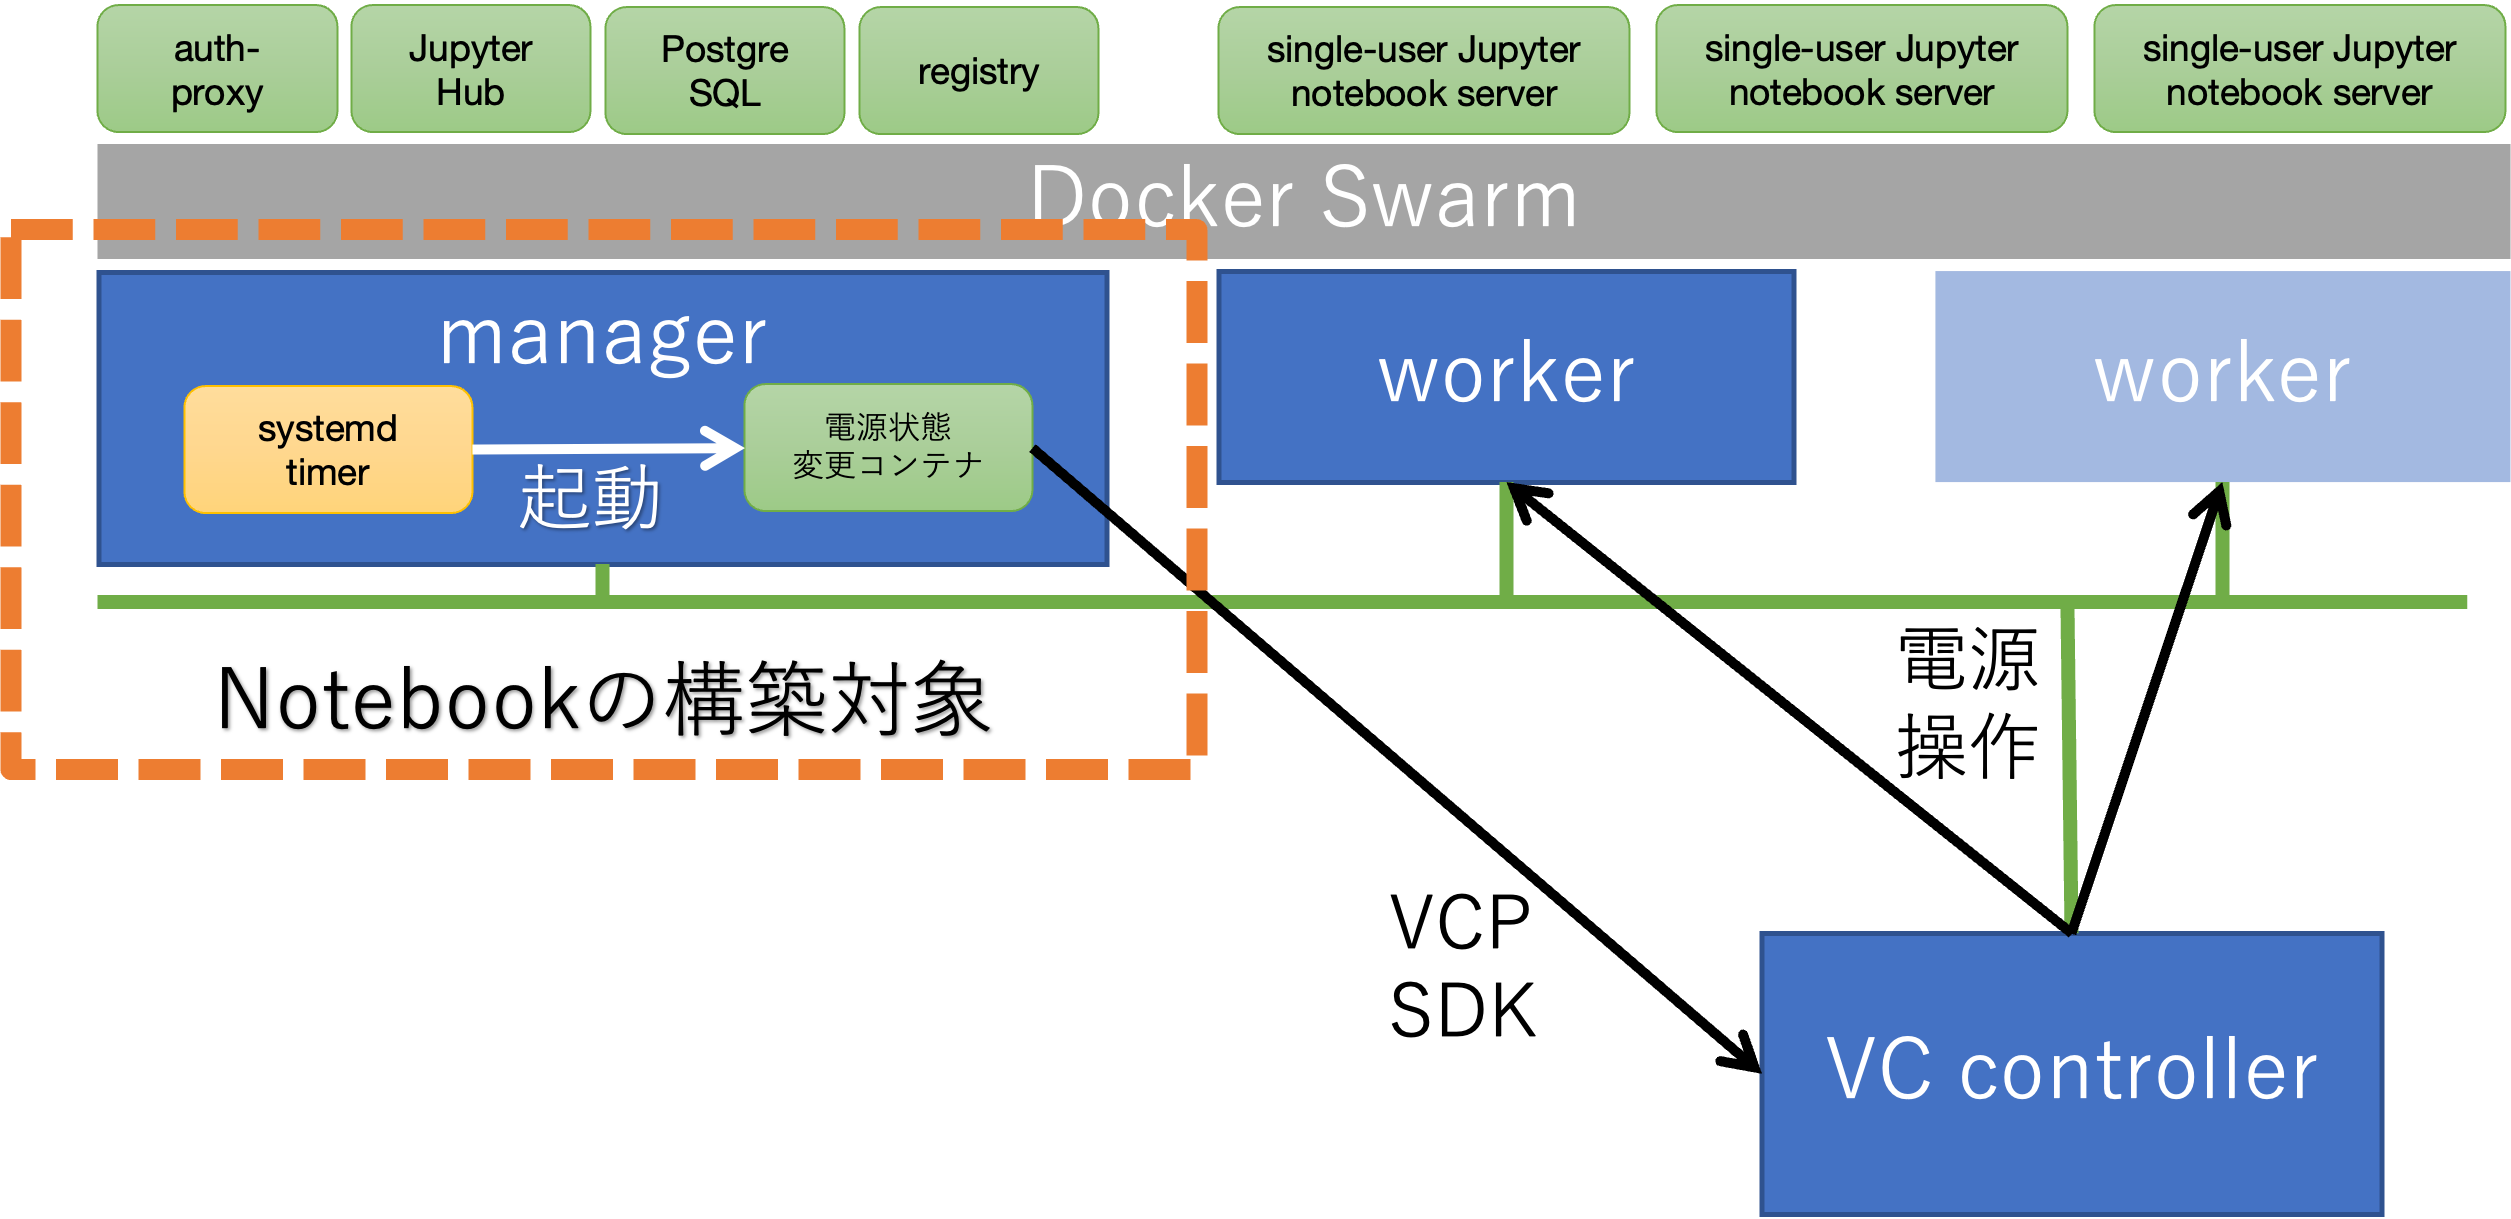 auth-
proxy
Jupyter
Hub
Postgre
SQL
registry
single-user Jupyter
notebook server
single-user Jupyter
notebook server
single-user Jupyter
notebook server
Docker Swarm
manager
worker
worker
systemd
timer
起動
電源状態
変更コンテナ
Notebookの構築対象
電源
操作
VCP
SDK
VC controller